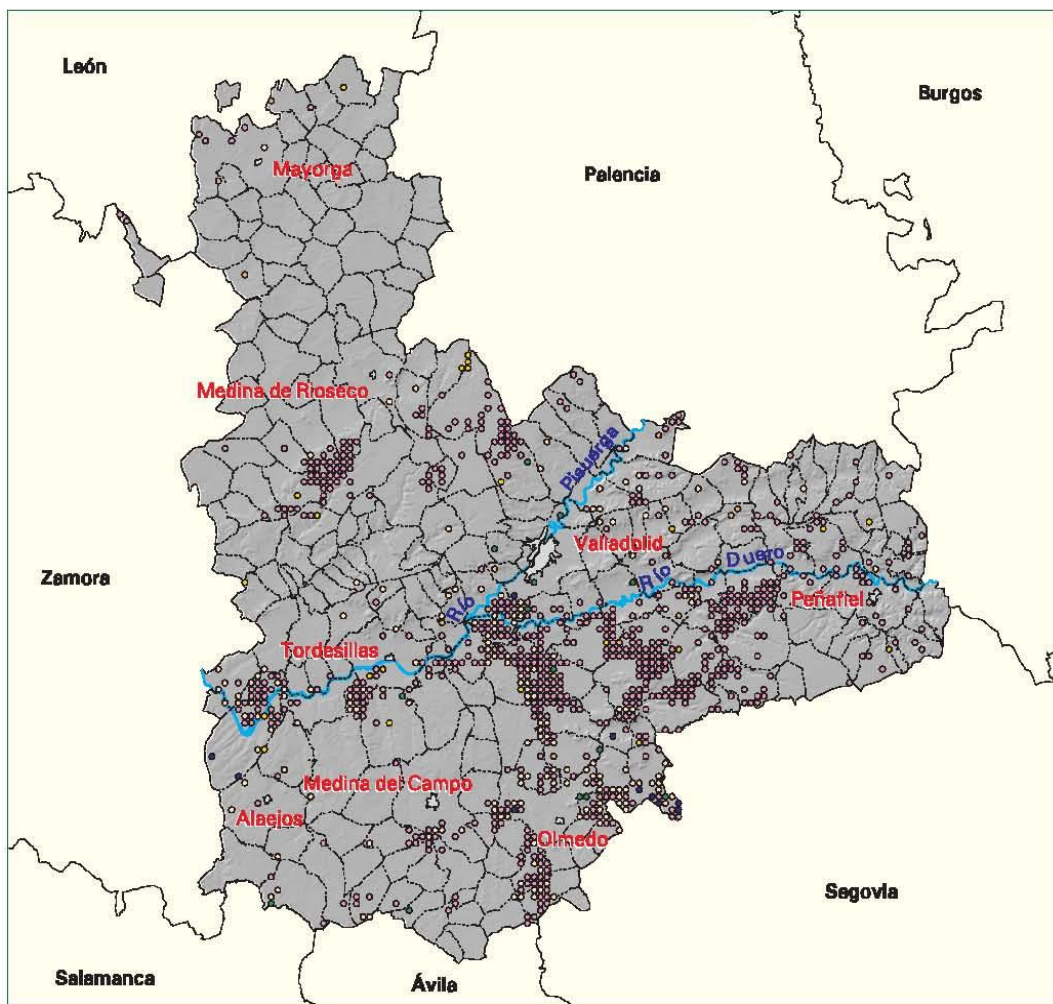 León
Burgos
Mayorga
Palencia
Medina de Rioseco
Pisuerga
Valladolid
Zamora
Río
Duero
Río
Peñafiel
Tordesillas
Medina del Campo
Alaejos
Olmedo
Segovia
Salamanca
Ávila